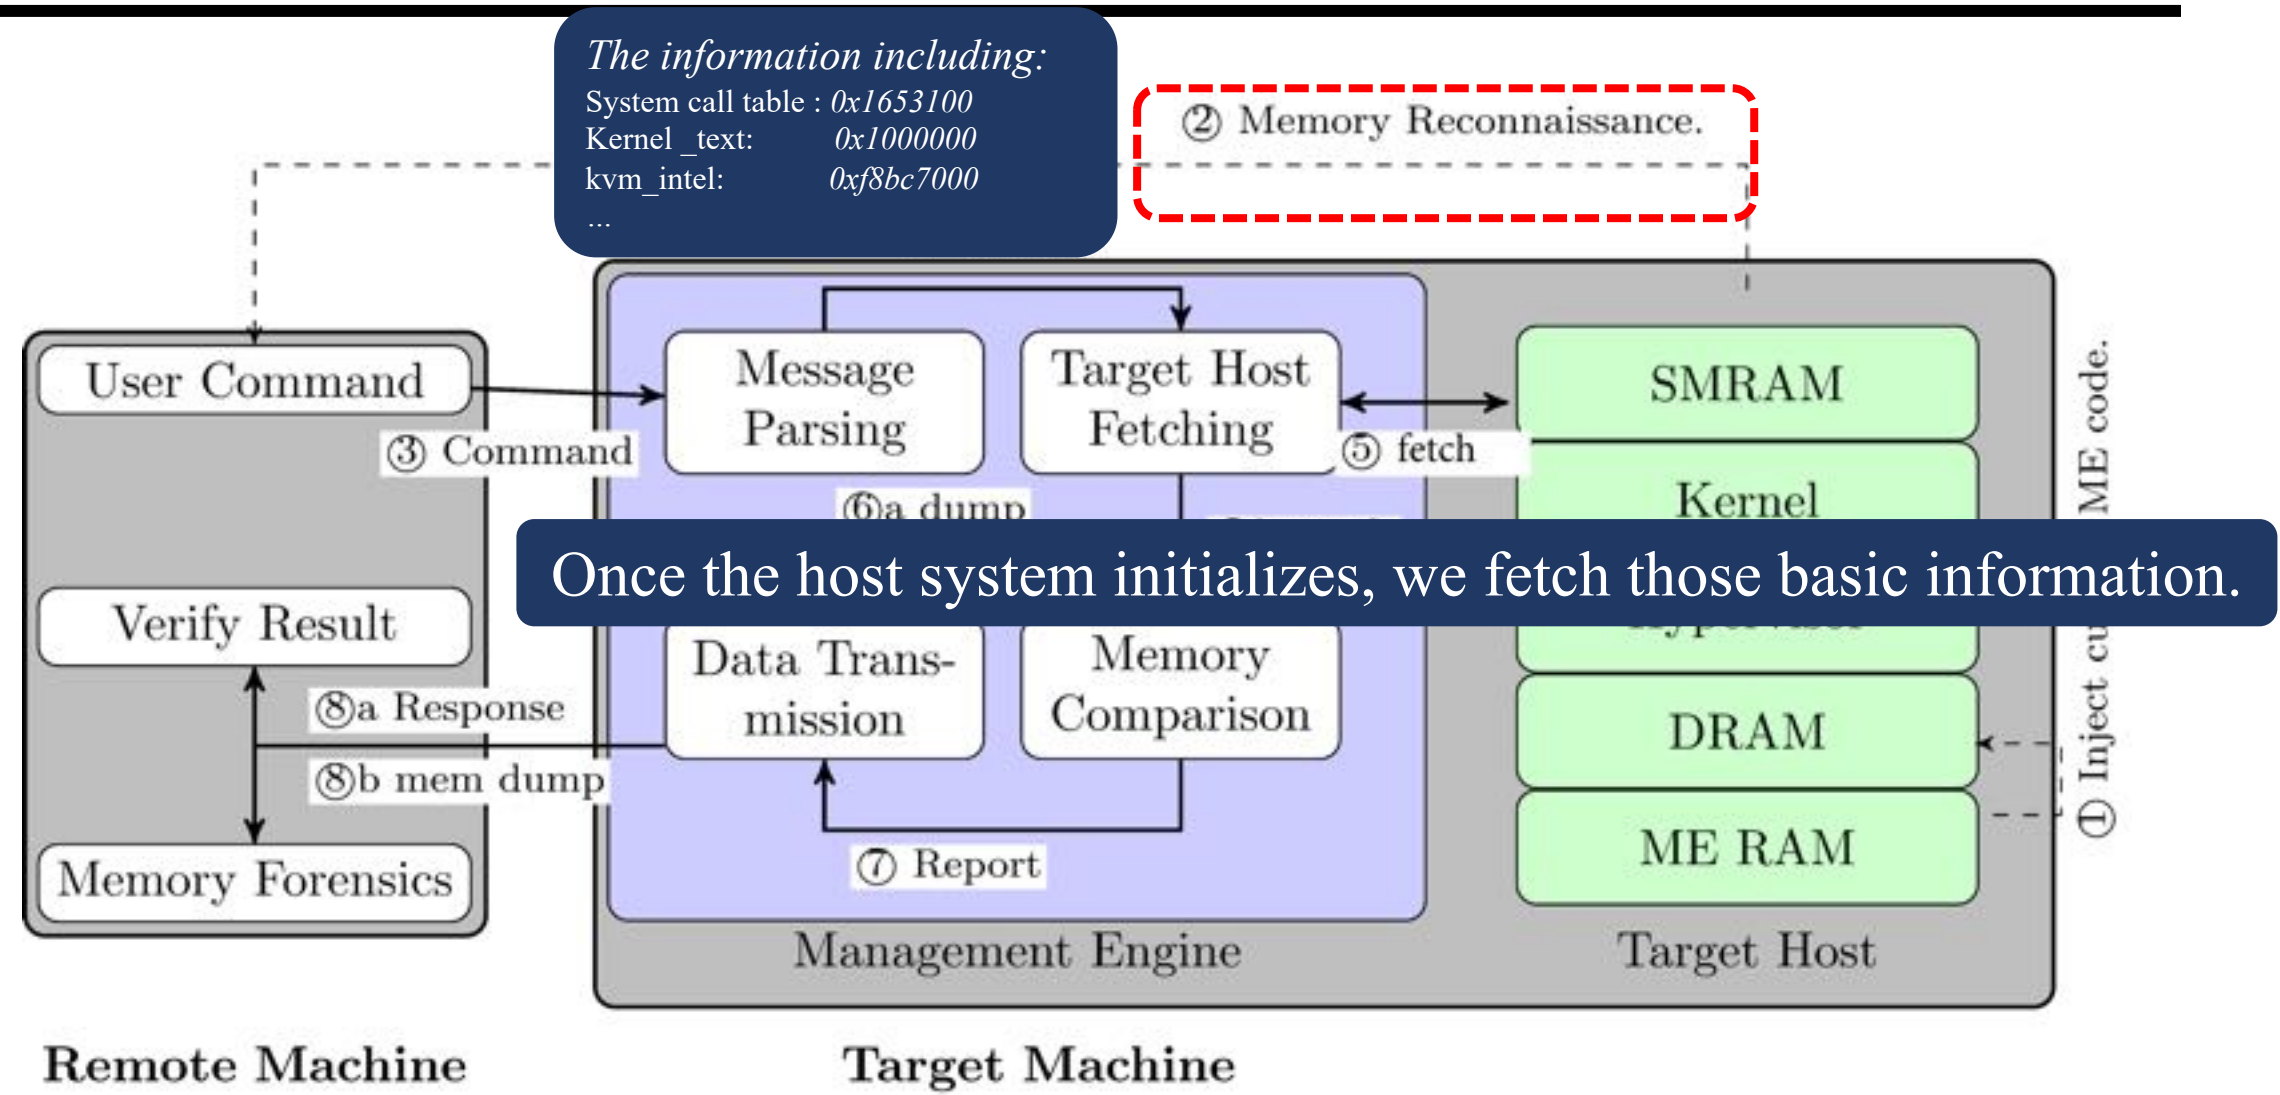 The information including:
System call table : 0x1653100
Kernel _text: 0x1000000
kvm_intel: 0xf8bc7000
...
② Memory Reconnaissance.
User Command
③ Command
Message
Parsing
Target Host
Fetching
⑤ fetch
SMRAM
Kernel
⑥a dump
Once the host system initializes, we fetch those basic information.
Verify Result
Data Trans-
mission
Memory
Comparison
⑧a Response
⑧b mem dump
DRAM
ME RAM
Memory Forensics
⑦ Report
① Inject
ME code.
Management Engine
Target Host
Remote Machine
Target Machine